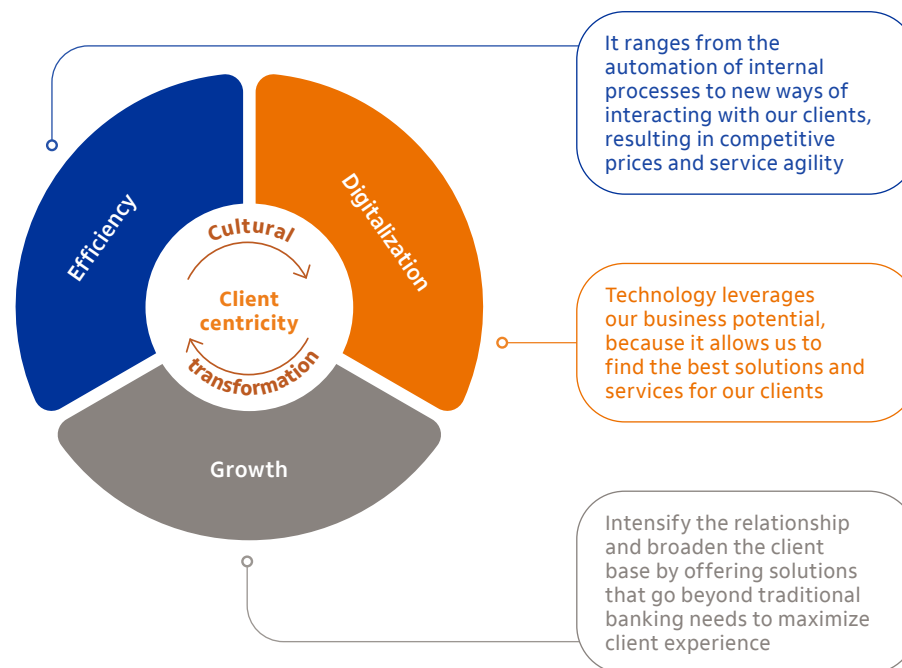 It ranges from the
automation of internal
processes to new ways of
interacting with our clients,
resulting in competitive
prices and service agility
Efficiency
Digitalization
Cultural
Client
centricity
transformation
Growth
Technology leverages
our business potential,
because it allows us to
find the best solutions and
services for our clients
Intensify the relationship
and broaden the client
base by offering solutions
that go beyond traditional
banking needs to maximize
client experience